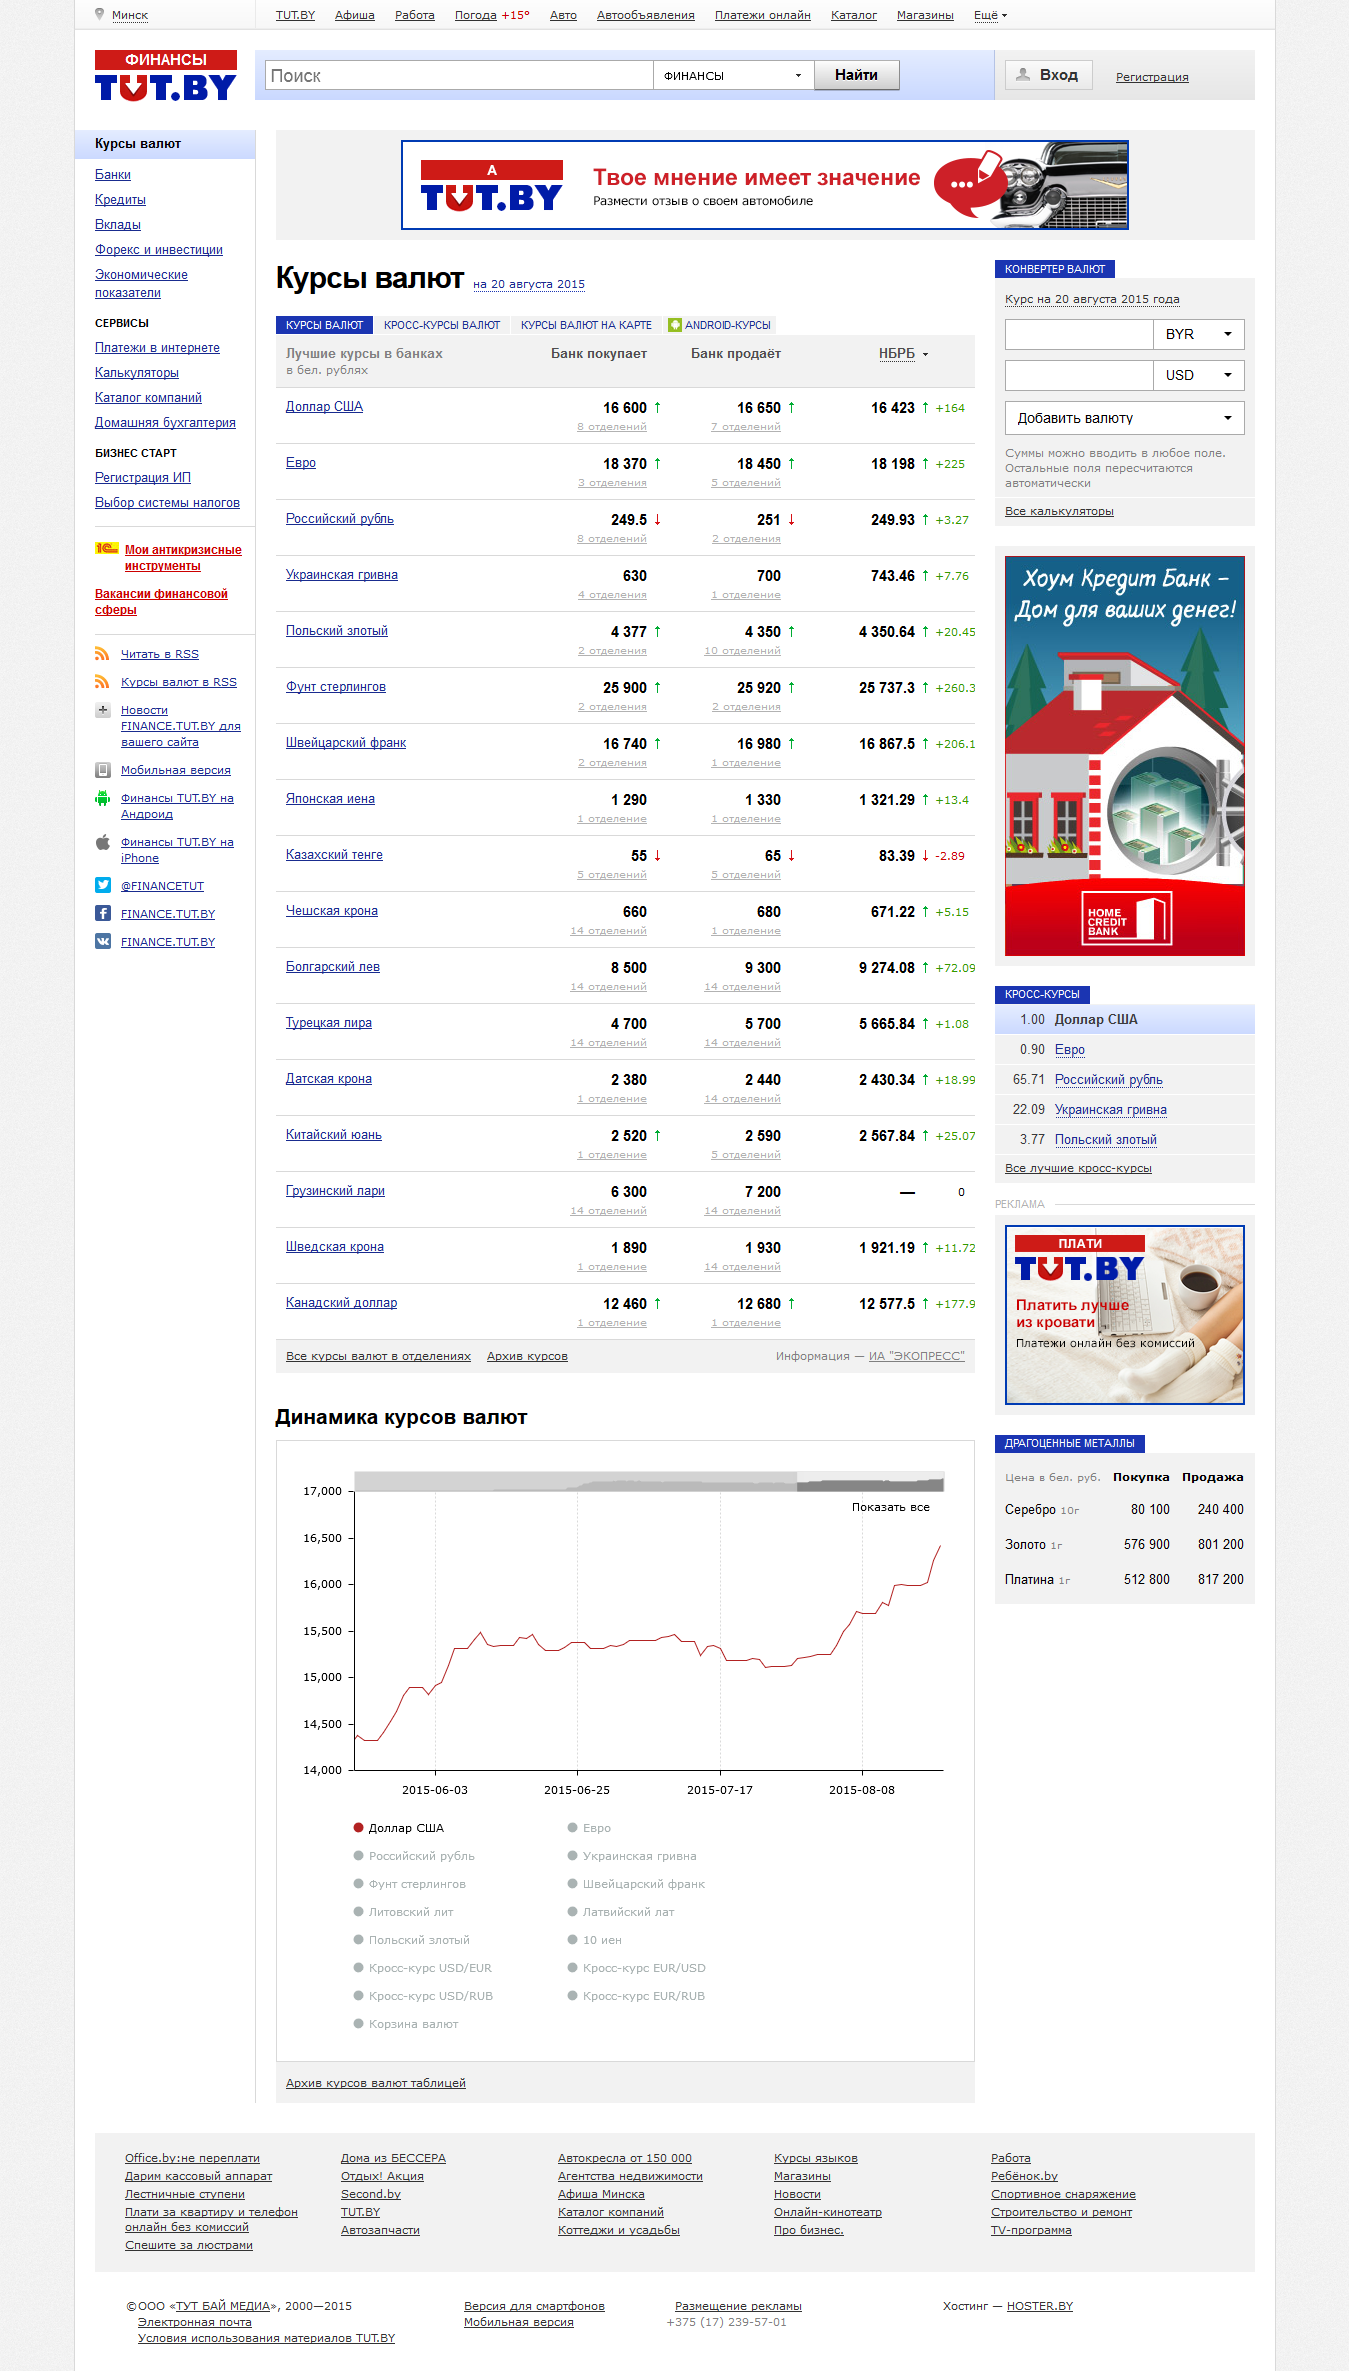 Минск
TUT.BY Афиша Работа Погода +15° Авто Автообъявления Платежи онлайн Каталог Магазины Ещё
ФИНАНСЫ
TUT.BY
Поиск ФИНАНСЫ Найти
Вход Регистрация
Курсы валют
Банки
Кредиты
Вклады
Форекс и инвестиции
Экономические
показатели
СЕРВИСЫ
Платежи в интернете
Калькуляторы
Каталог компаний
Домашняя бухгалтерия
БИЗНЕС СТАРТ
Регистрация ИП
Выбор системы налогов
1С Мои антикризисные
инструменты
Вакансии финансовой
сферы
Читать в RSS
Курсы валют в RSS
Новости
FINANCE.TUT.BY для
вашего сайта
Мобильная версия
Финансы TUT.BY на
Андроид
Финансы TUT.BY на
iPhone
@FINANCETUT
FINANCE.TUT.BY
FINANCE.TUT.BY
А
TUT.BY
Твое мнение имеет значение
Размести отзыв о своем автомобиле
Курсы валют на 20 августа 2015
КУРСЫ ВАЛЮТ КРОСС-КУРСЫ ВАЛЮТ КУРСЫ ВАЛЮТ НА КАРТЕ ANDROID-КУРСЫ
Лучшие курсы в банках Банк покупает Банк продаёт НБРБ
в бел. рублях
Доллар США 16 600 ↑ 16 650 ↑ 16 423 ↑ +164
8 отделений 7 отделений
Евро 18 370 ↑ 18 450 ↑ 18 198 ↑ +225
3 отделения 5 отделений
Российский рубль 249.5 ↓ 251 ↓ 249.93 ↑ +3.27
8 отделений 2 отделения
Украинская гривна 630 700 743.46 ↑ +7.76
4 отделения 1 отделение
Польский злотый 4 377 ↑ 4 350 ↑ 4 350.64 ↑ +20.45
2 отделения 10 отделений
Фунт стерлингов 25 900 ↑ 25 920 ↑ 25 737.3 ↑ +260.3
2 отделения 2 отделения
Швейцарский франк 16 740 ↑ 16 980 ↑ 16 867.5 ↑ +206.1
2 отделения 1 отделение
Японская иена 1 290 1 330 1 321.29 ↑ +13.4
1 отделение 1 отделение
Казахский тенге 55 ↓ 65 ↓ 83.39 ↓ -2.89
5 отделений 5 отделений
Чешская крона 660 680 671.22 ↑ +5.15
14 отделений 1 отделение
Болгарский лев 8 500 9 300 9 274.08 ↑ +72.09
14 отделений 14 отделений
Турецкая лира 4 700 5 700 5 665.84 ↑ +1.08
14 отделений 14 отделений
Датская крона 2 380 2 440 2 430.34 ↑ +18.99
1 отделение 14 отделений
Китайский юань 2 520 ↑ 2 590 2 567.84 ↑ +25.07
1 отделение 5 отделений
Грузинский лари 6 300 7 200 — 0
14 отделений 14 отделений
Шведская крона 1 890 1 930 1 921.19 ↑ +11.72
1 отделение 14 отделений
Канадский доллар 12 460 ↑ 12 680 ↑ 12 577.5 ↑ +177.9
1 отделение 1 отделение
Все курсы валют в отделениях Архив курсов Информация — ИА "ЭКОПРЕСС"
Динамика курсов валют
17,000
Показать все
16,500
16,000
15,500
15,000
14,500
14,000
2015-06-03 2015-06-25 2015-07-17 2015-08-08
Доллар США Евро
Российский рубль Украинская гривна
Фунт стерлингов Швейцарский франк
Литовский лит Латвийский лат
Польский злотый 10 иен
Кросс-курс USD/EUR Кросс-курс EUR/USD
Кросс-курс USD/RUB Кросс-курс EUR/RUB
Корзина валют
Архив курсов валют таблицей
КОНВЕРТЕР ВАЛЮТ
Курс на 20 августа 2015 года
BYR
USD
Добавить валюту
Суммы можно вводить в любое поле.
Остальные поля пересчитаются
автоматически
Все калькуляторы
Хоум Кредит Банк –
Дом для ваших денег!
HOME
CREDIT
BANK
КРОСС-КУРСЫ
1.00 Доллар США
0.90 Евро
65.71 Российский рубль
22.09 Украинская гривна
3.77 Польский злотый
Все лучшие кросс-курсы
РЕКЛАМА
ПЛАТИ
TUT.BY
Платить лучше
из кровати
Платежи онлайн без комиссий
ДРАГОЦЕННЫЕ МЕТАЛЛЫ
Цена в бел. руб. Покупка Продажа
Серебро 10г 80 100 240 400
Золото 1г 576 900 801 200
Платина 1г 512 800 817 200
Office.by:не переплати Дома из БЕССЕРА Автокресла от 150 000 Курсы языков Работа
Дарим кассовый аппарат Отдых! Акция Агентства недвижимости Магазины Ребёнок.by
Лестничные ступени Second.by Афиша Минска Новости Спортивное снаряжение
Плати за квартиру и телефон TUT.BY Каталог компаний Онлайн-кинотеатр Строительство и ремонт
онлайн без комиссий Автозапчасти Коттеджи и усадьбы Про бизнес. TV-программа
Спешите за люстрами
© ООО «ТУТ БАЙ МЕДИА», 2000—2015 Версия для смартфонов Размещение рекламы Хостинг — HOSTER.BY
Электронная почта Мобильная версия +375 (17) 239-57-01
Условия использования материалов TUT.BY